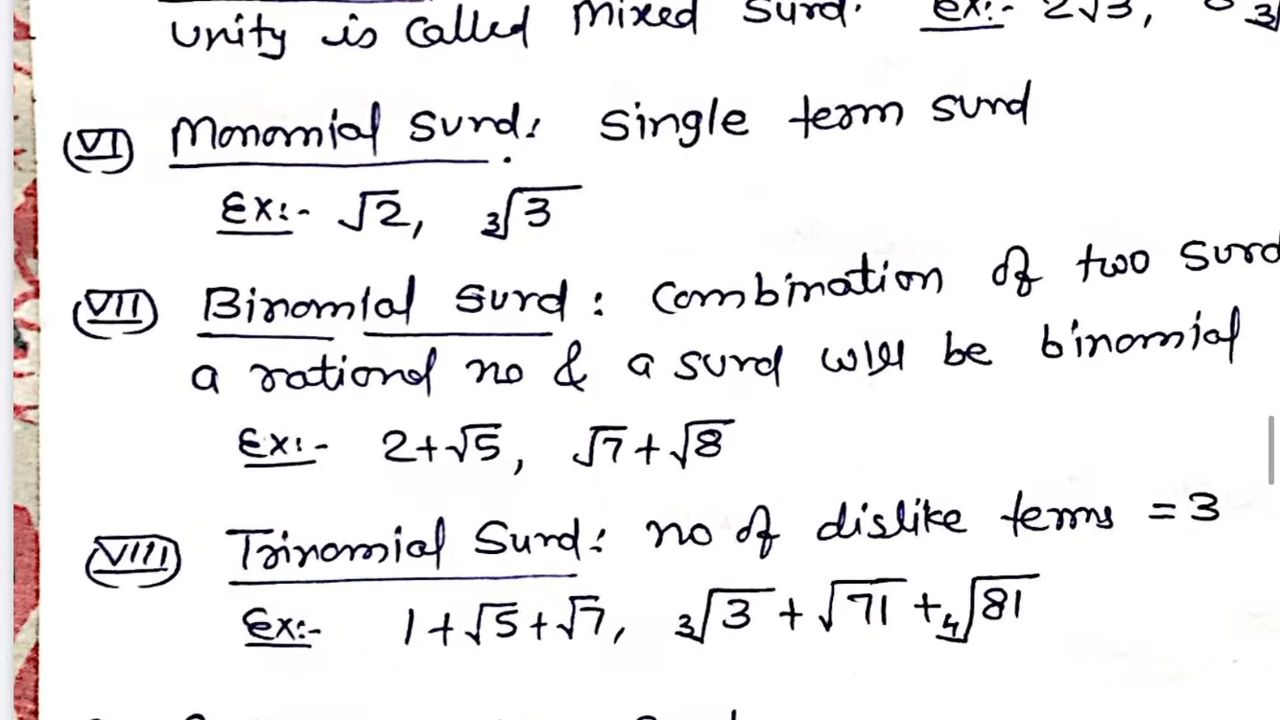 unity is called mixed surd. Ex:- 2√3,
(VI) Monomial surd: single term surd
Ex:- √2, ∛3
(VII) Binomial surd: combination of two surd
a rational no & a surd will be binomial
Ex:- 2+√5, √7+√8
(VIII) Trinomial Surd: no of dislike terms = 3
Ex:- 1+√5+√7, ∛3 + √71 + ∜81